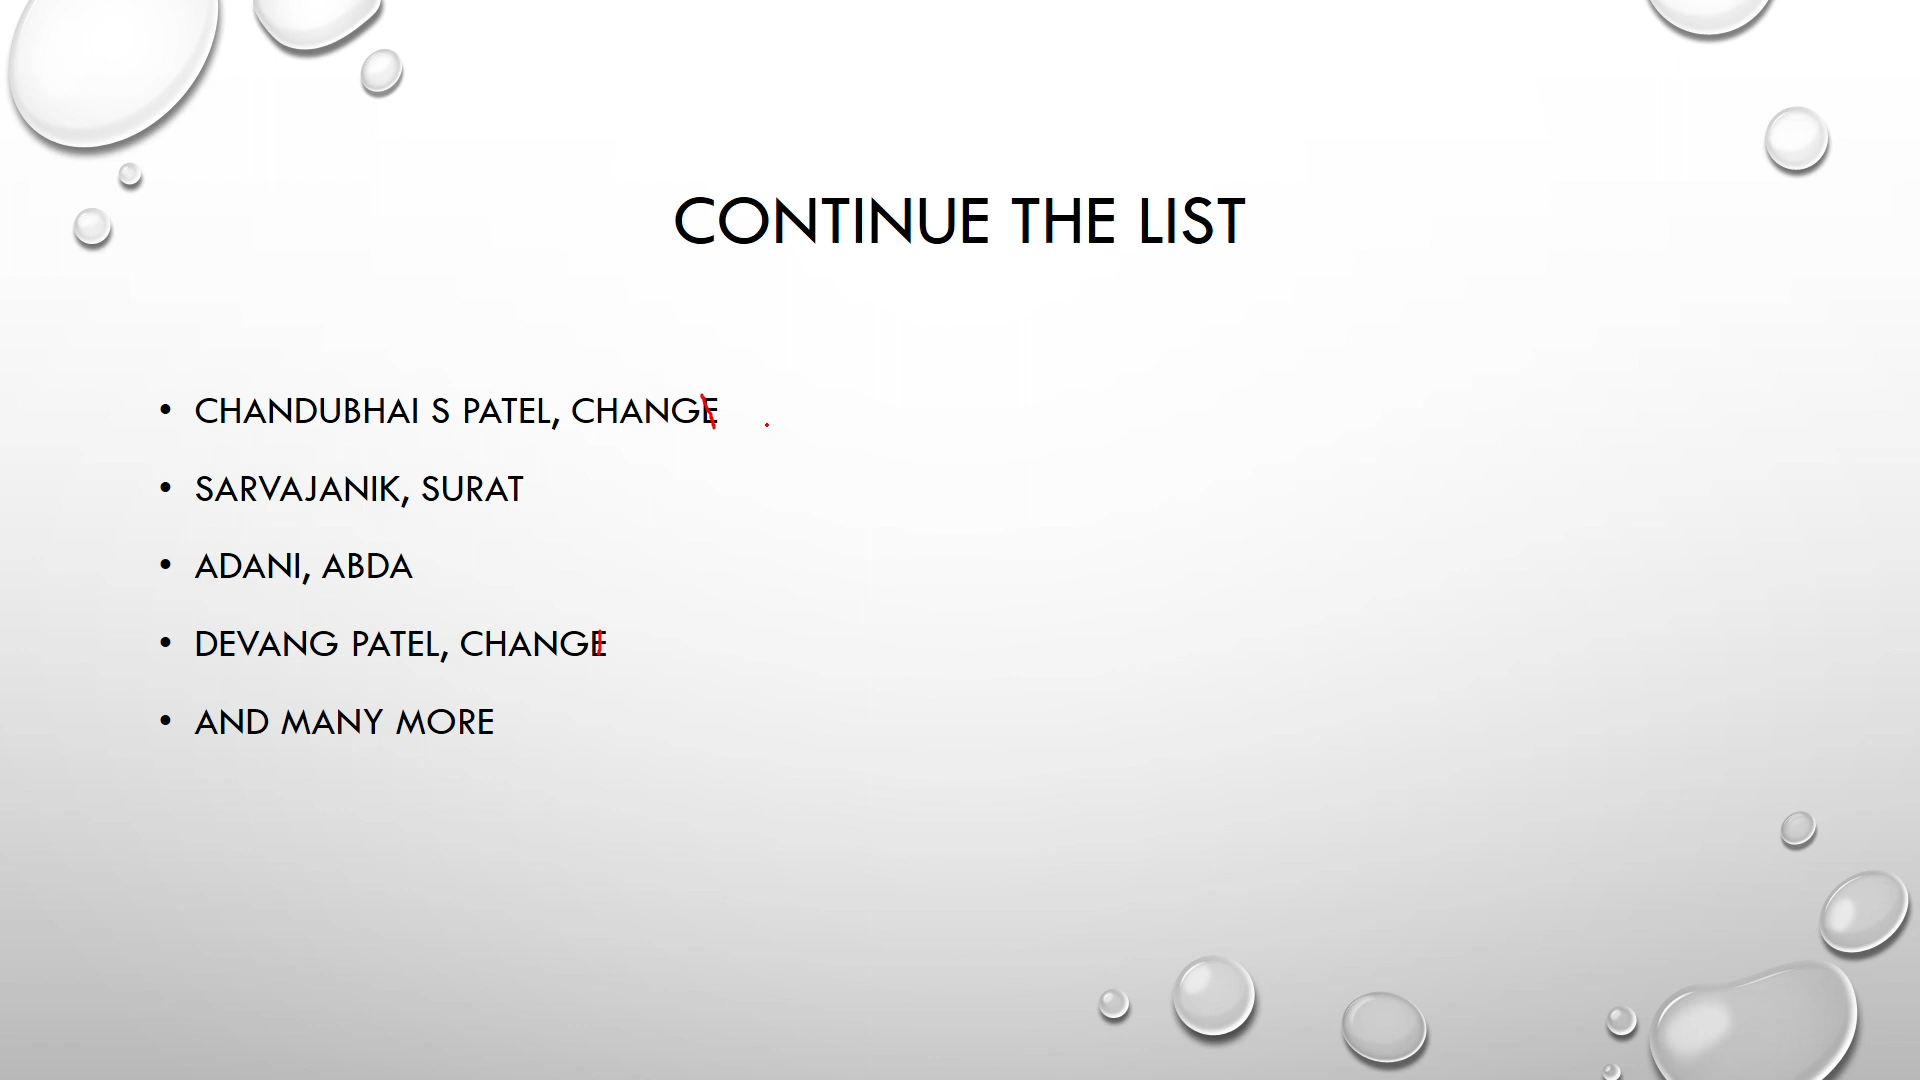 CONTINUE THE LIST
• CHANDUBHAI S PATEL, CHANGE
• SARVAJANIK, SURAT
• ADANI, ABDA
• DEVANG PATEL, CHANGE
• AND MANY MORE